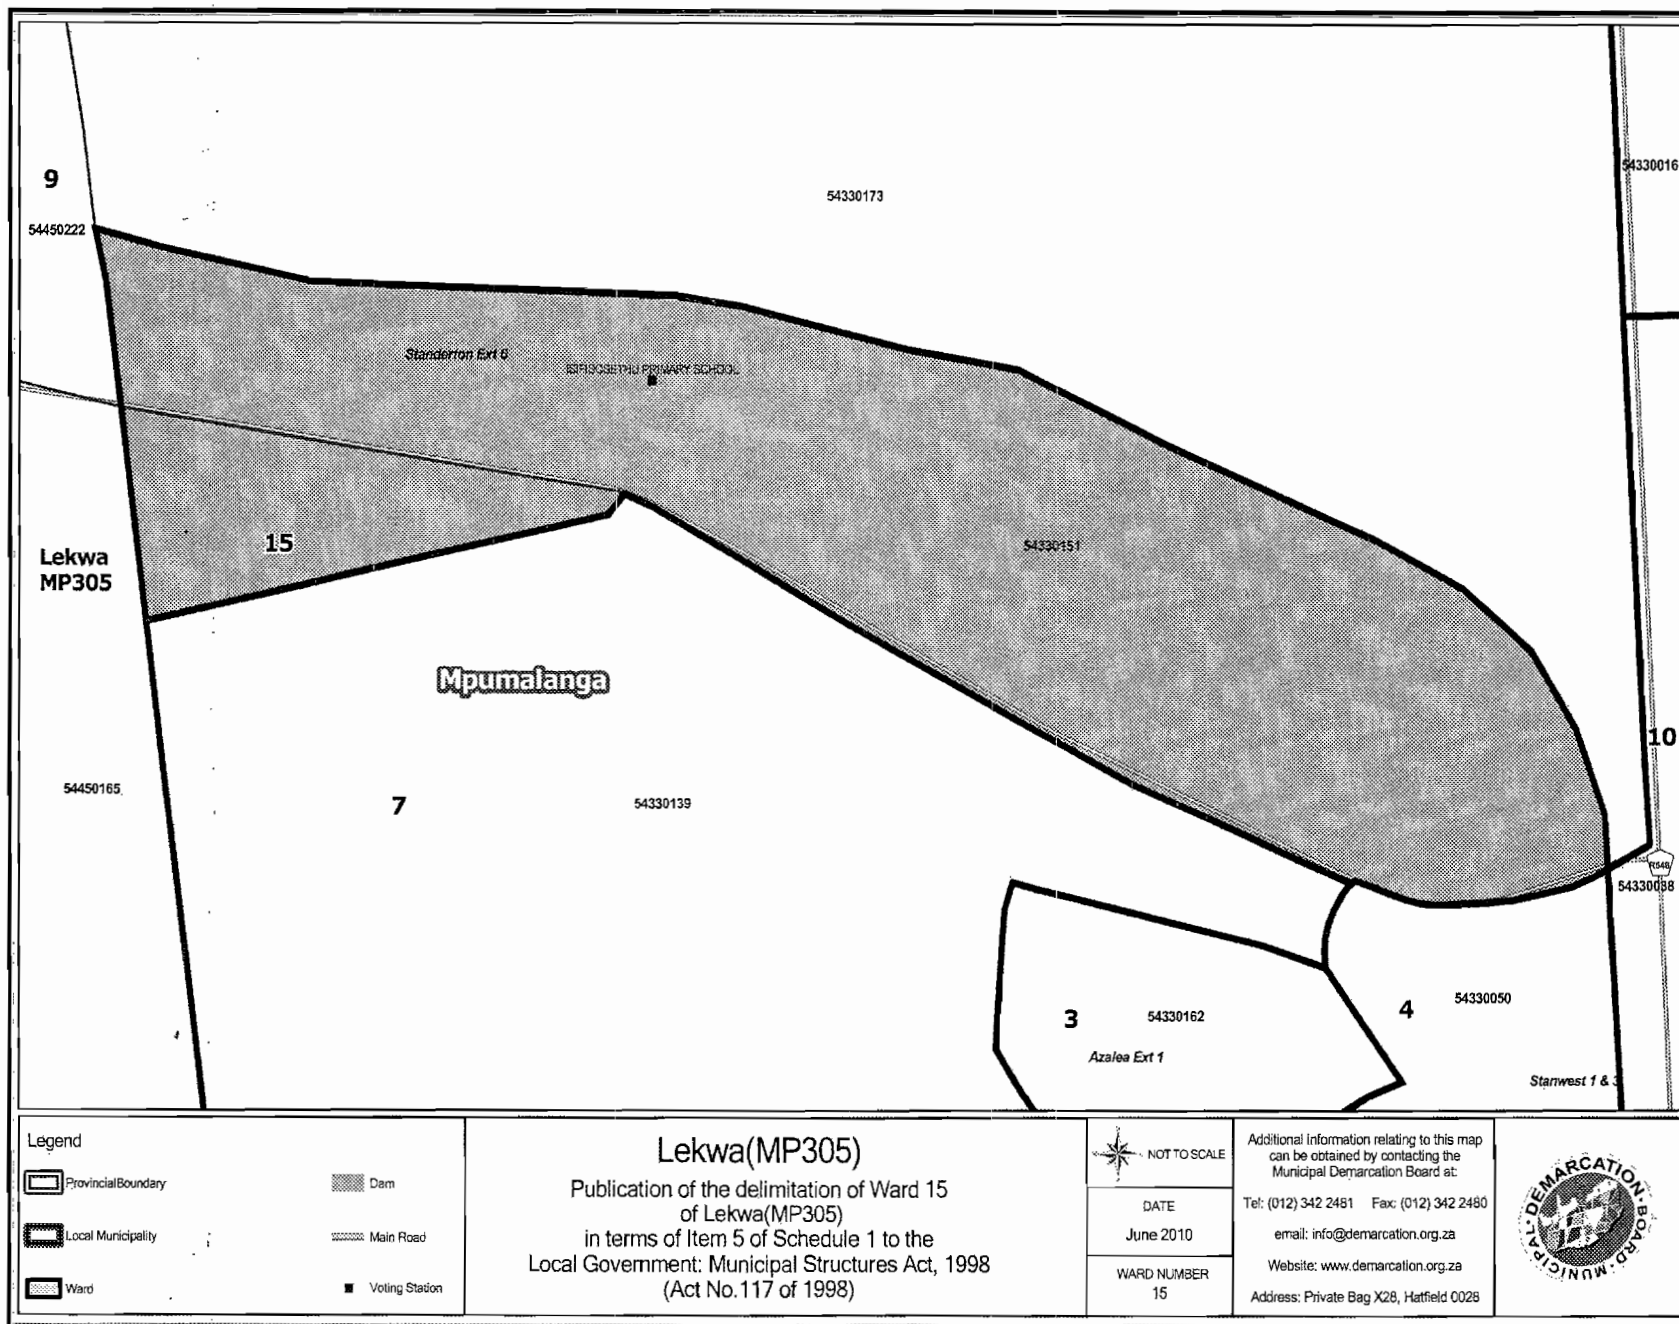 9
54450222
54330173
54330016
PRIMARY SCHOOL
54330151
15
Lekwa
MP305
Mpumalanga
10
54450165
7
54330139
R546
54330038
3
54330162
Azalea Ext 1
4
54330050
Stanwest 1 & 3
Legend
Provincial Boundary
Local Municipality
Ward
Dam
Main Road
Voting Station
Lekwa(MP305)
Publication of the delimitation of Ward 15
of Lekwa(MP305)
in terms of Item 5 of Schedule 1 to the
Local Government: Municipal Structures Act, 1998
(Act No.117 of 1998)
NOT TO SCALE
DATE
June 2010
WARD NUMBER
15
Additional information relating to this map
can be obtained by contacting the
Municipal Demarcation Board at:
Tel: (012) 342 2481 Fax: (012) 342 2480
email: info@demarcation.org.za
Website: www.demarcation.org.za
Address: Private Bag X28, Hatfield 0028
MUNICIPAL DEMARCATION BOARD